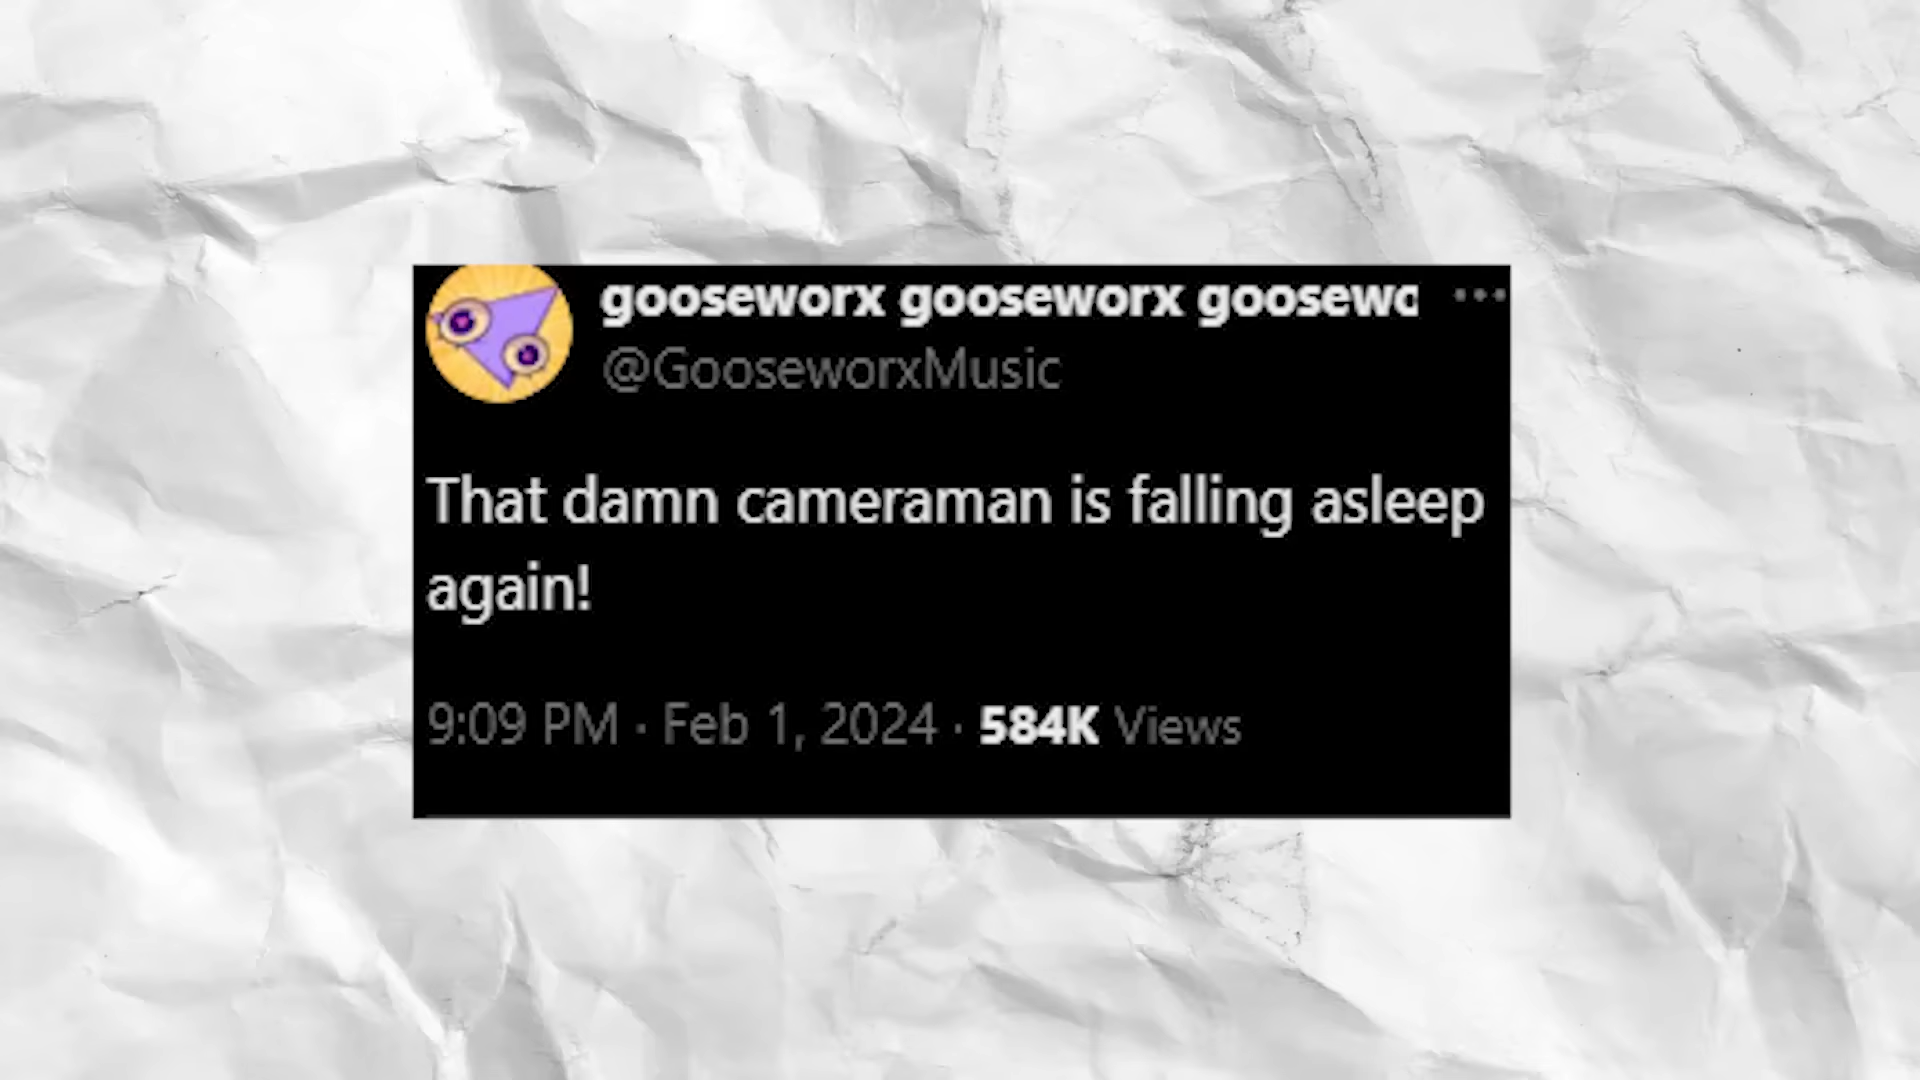 gooseworx gooseworx goosewo
@GooseworxMusic
That damn cameraman is falling asleep
again!
9:09 PM · Feb 1, 2024 · 584K Views